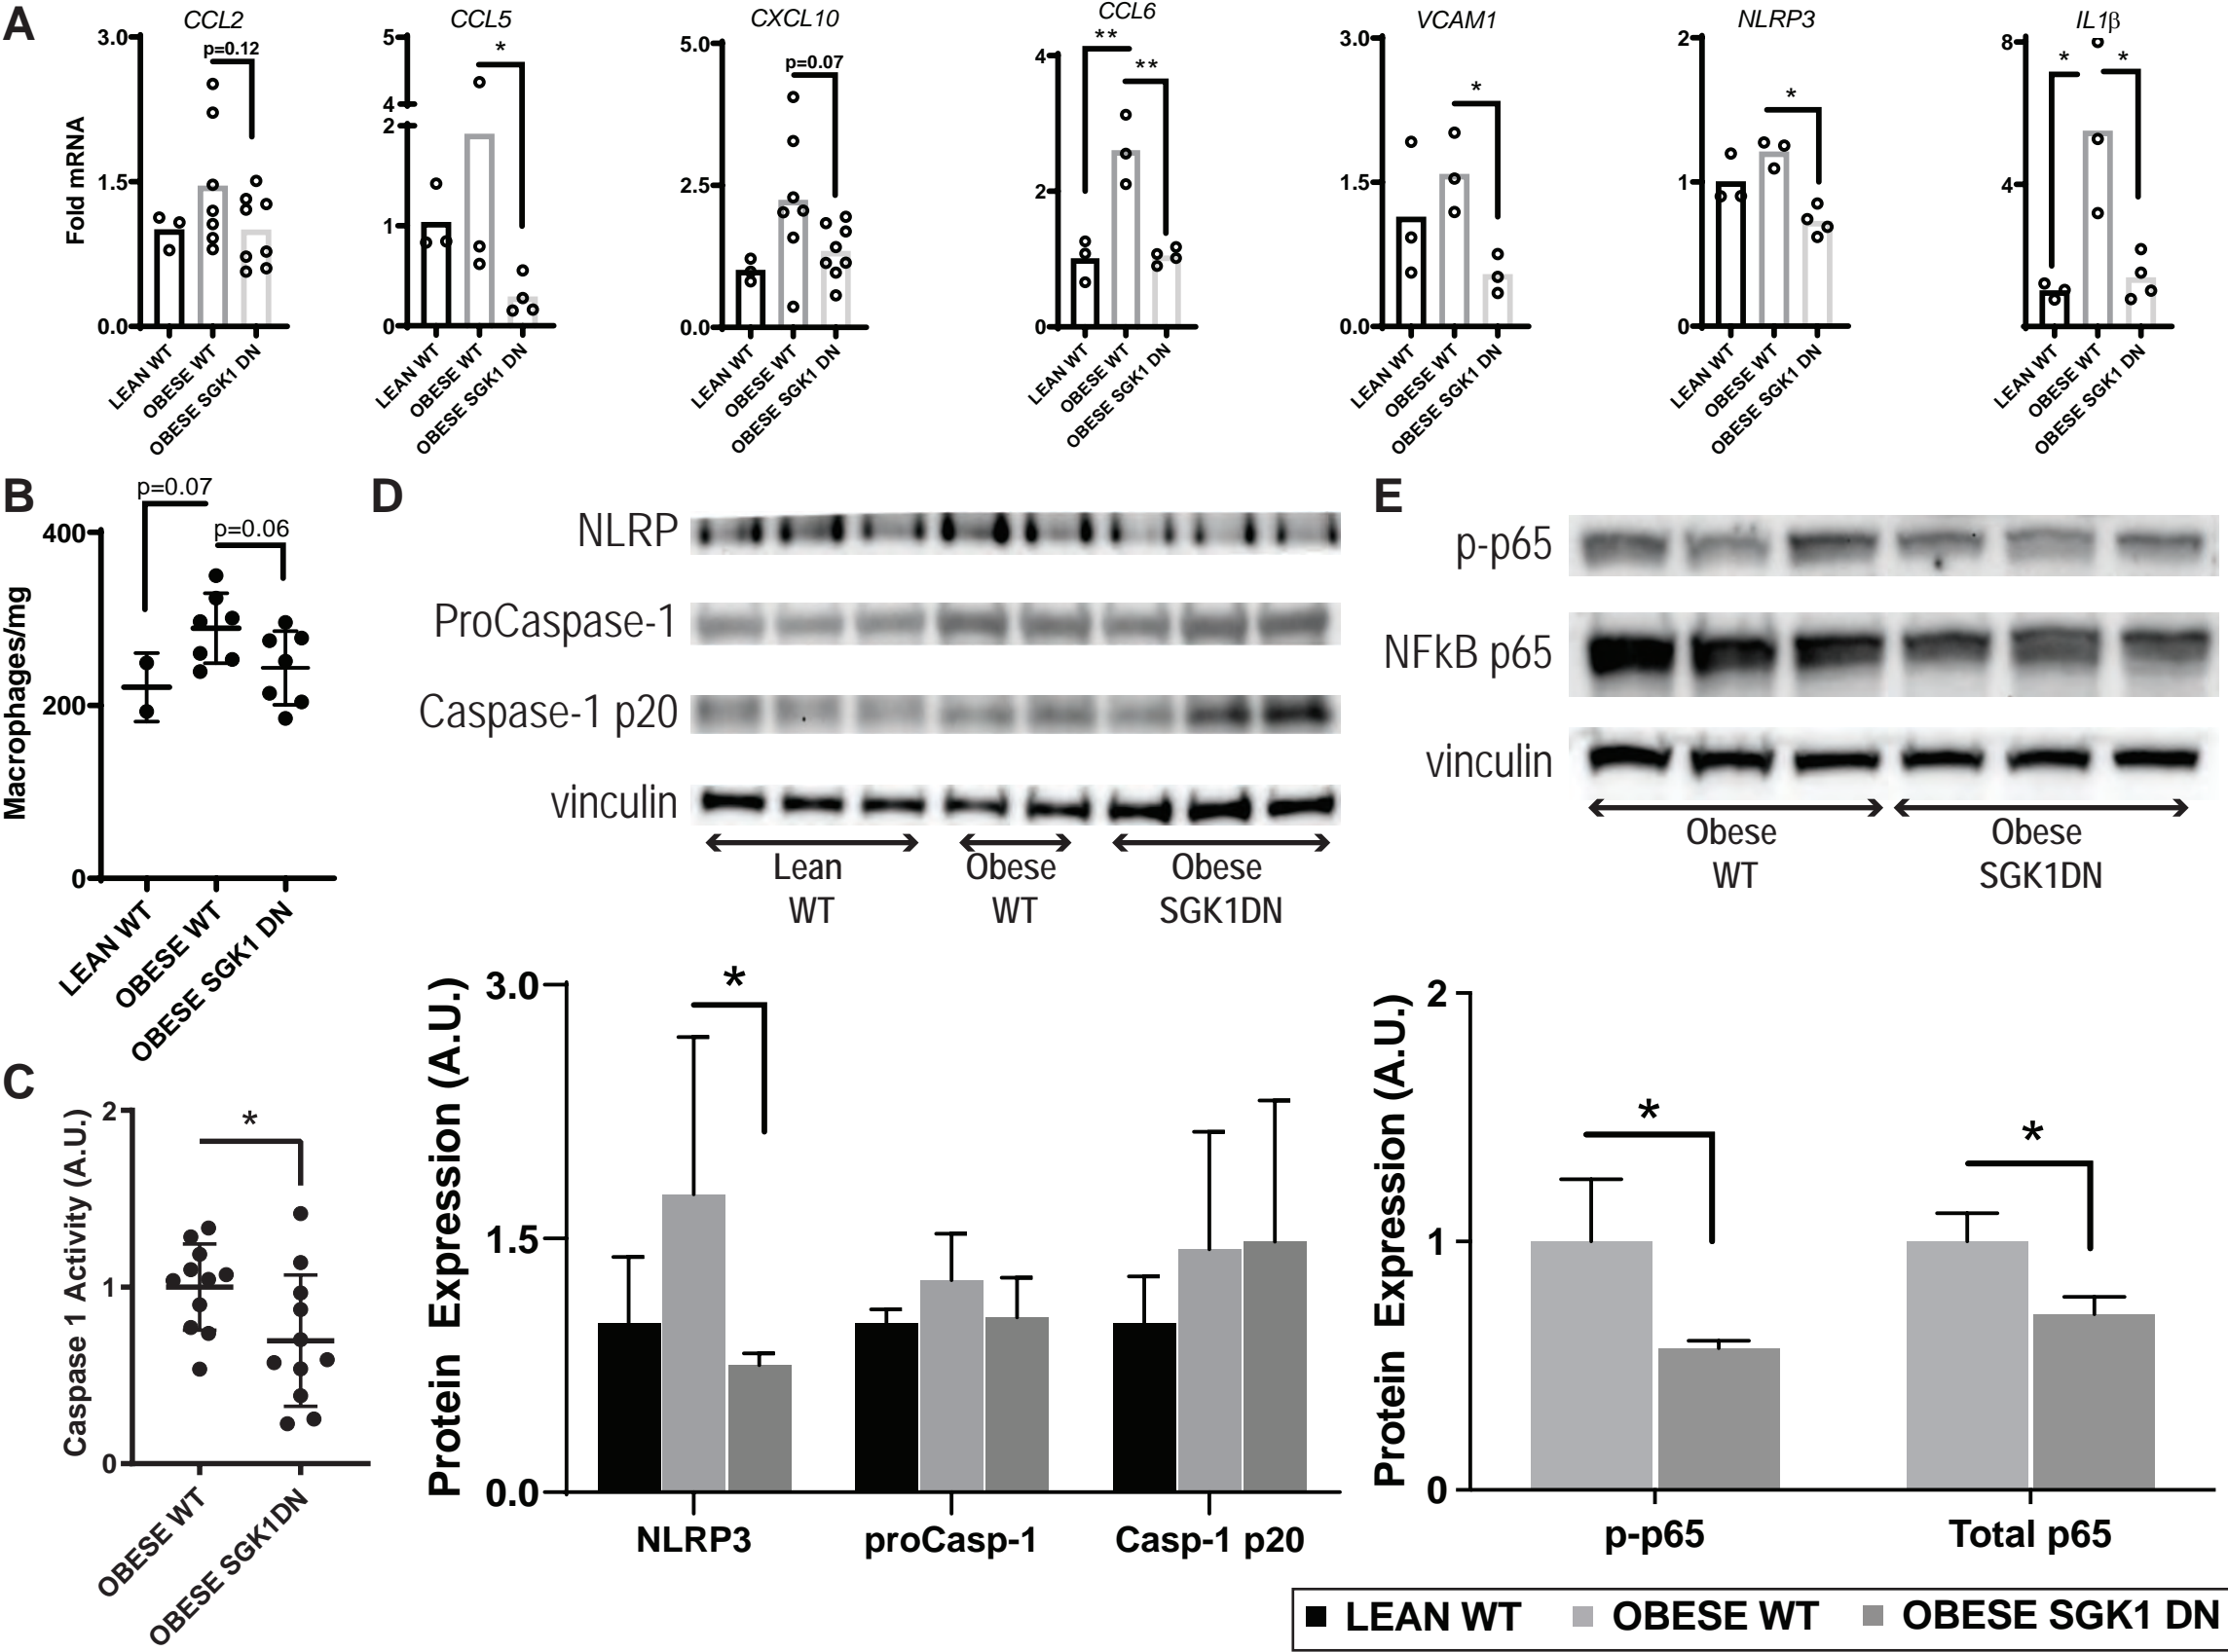 A
CCL2
p=0.12
Fold mRNA
3.0
1.5
0.0
LEAN WT
OBESE WT
OBESE SGK1 DN
CCL5
*
5
4
2
1
0
LEAN WT
OBESE WT
OBESE SGK1 DN
CXCL10
p=0.07
5.0
2.5
0.0
LEAN WT
OBESE WT
OBESE SGK1 DN
CCL6
**
**
4
2
0
LEAN WT
OBESE WT
OBESE SGK1 DN
VCAM1
*
3.0
1.5
0.0
LEAN WT
OBESE WT
OBESE SGK1 DN
NLRP3
*
2
1
0
LEAN WT
OBESE WT
OBESE SGK1 DN
IL1β
*
*
8
4
LEAN WT
OBESE WT
OBESE SGK1 DN
B
p=0.07
p=0.06
Macrophages/mg
400
200
0
LEAN WT
OBESE WT
OBESE SGK1 DN
C
*
Caspase 1 Activity (A.U.)
2
1
0
OBESE WT
OBESE SGK1DN
D
NLRP
ProCaspase-1
Caspase-1 p20
vinculin
Lean
WT
Obese
WT
Obese
SGK1DN
*
Protein Expression (A.U.)
3.0
1.5
0.0
NLRP3
proCasp-1
Casp-1 p20
E
p-p65
NFkB p65
vinculin
Obese
WT
Obese
SGK1DN
*
*
Protein Expression (A.U.)
2
1
0
p-p65
Total p65
LEAN WT
OBESE WT
OBESE SGK1 DN